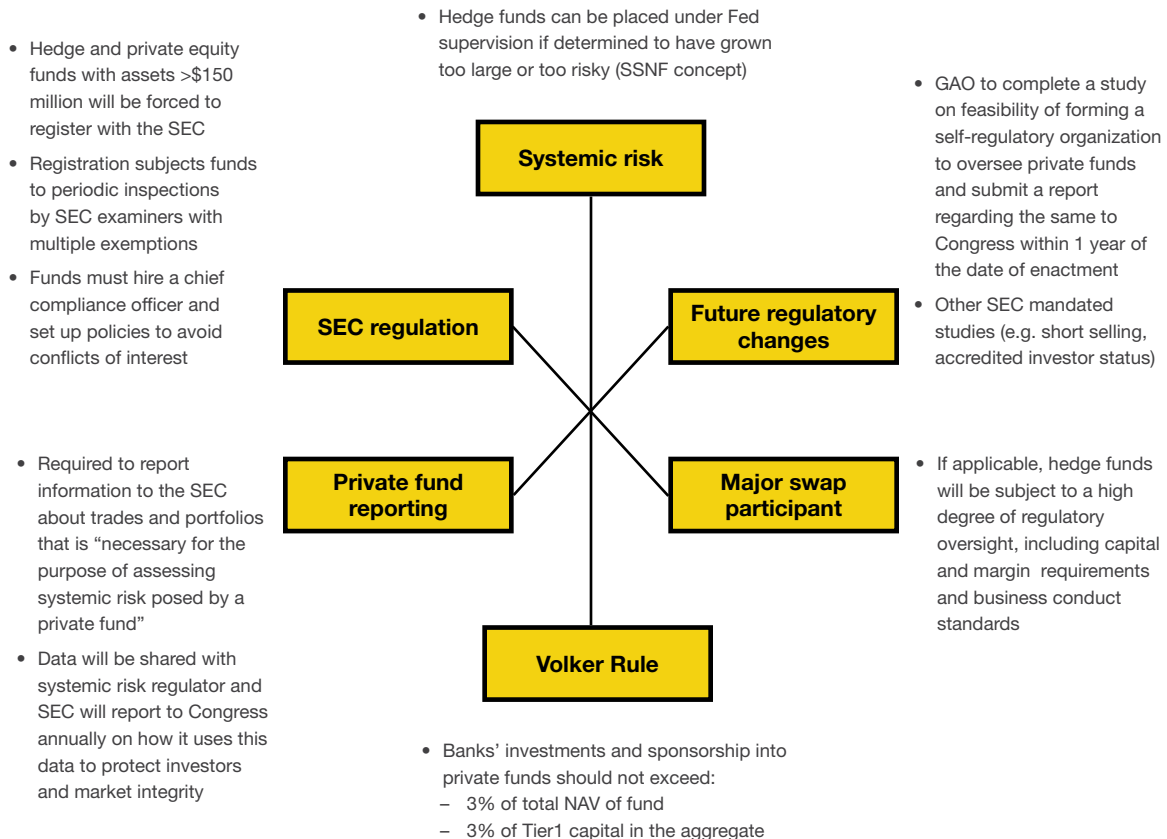 • Hedge funds can be placed under Fed
supervision if determined to have grown
too large or too risky (SSNF concept)
• Hedge and private equity
funds with assets >$150
million will be forced to
register with the SEC
• Registration subjects funds
to periodic inspections
by SEC examiners with
multiple exemptions
• Funds must hire a chief
compliance officer and
set up policies to avoid
conflicts of interest
Systemic risk
• GAO to complete a study
on feasibility of forming a
self-regulatory organization
to oversee private funds
and submit a report
regarding the same to
Congress within 1 year of
the date of enactment
• Other SEC mandated
studies (e.g. short selling,
accredited investor status)
SEC regulation
Future regulatory
changes
• Required to report
information to the SEC
about trades and portfolios
that is “necessary for the
purpose of assessing
systemic risk posed by a
private fund”
• Data will be shared with
systemic risk regulator and
SEC will report to Congress
annually on how it uses this
data to protect investors
and market integrity
Private fund
reporting
Major swap
participant
• If applicable, hedge funds
will be subject to a high
degree of regulatory
oversight, including capital
and margin requirements
and business conduct
standards
Volker Rule
• Banks’ investments and sponsorship into
private funds should not exceed:
– 3% of total NAV of fund
– 3% of Tier1 capital in the aggregate